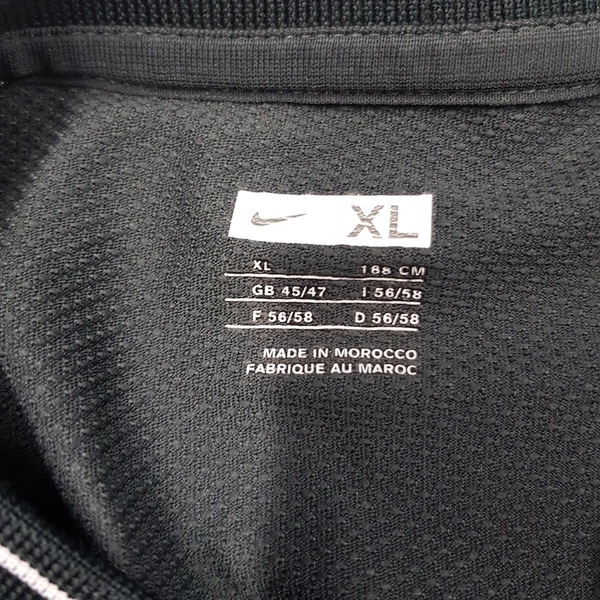 XL
XL 188 CM
GB 45/47 I 56/58
F 56/58 D 56/58
MADE IN MOROCCO
FABRIQUE AU MAROC